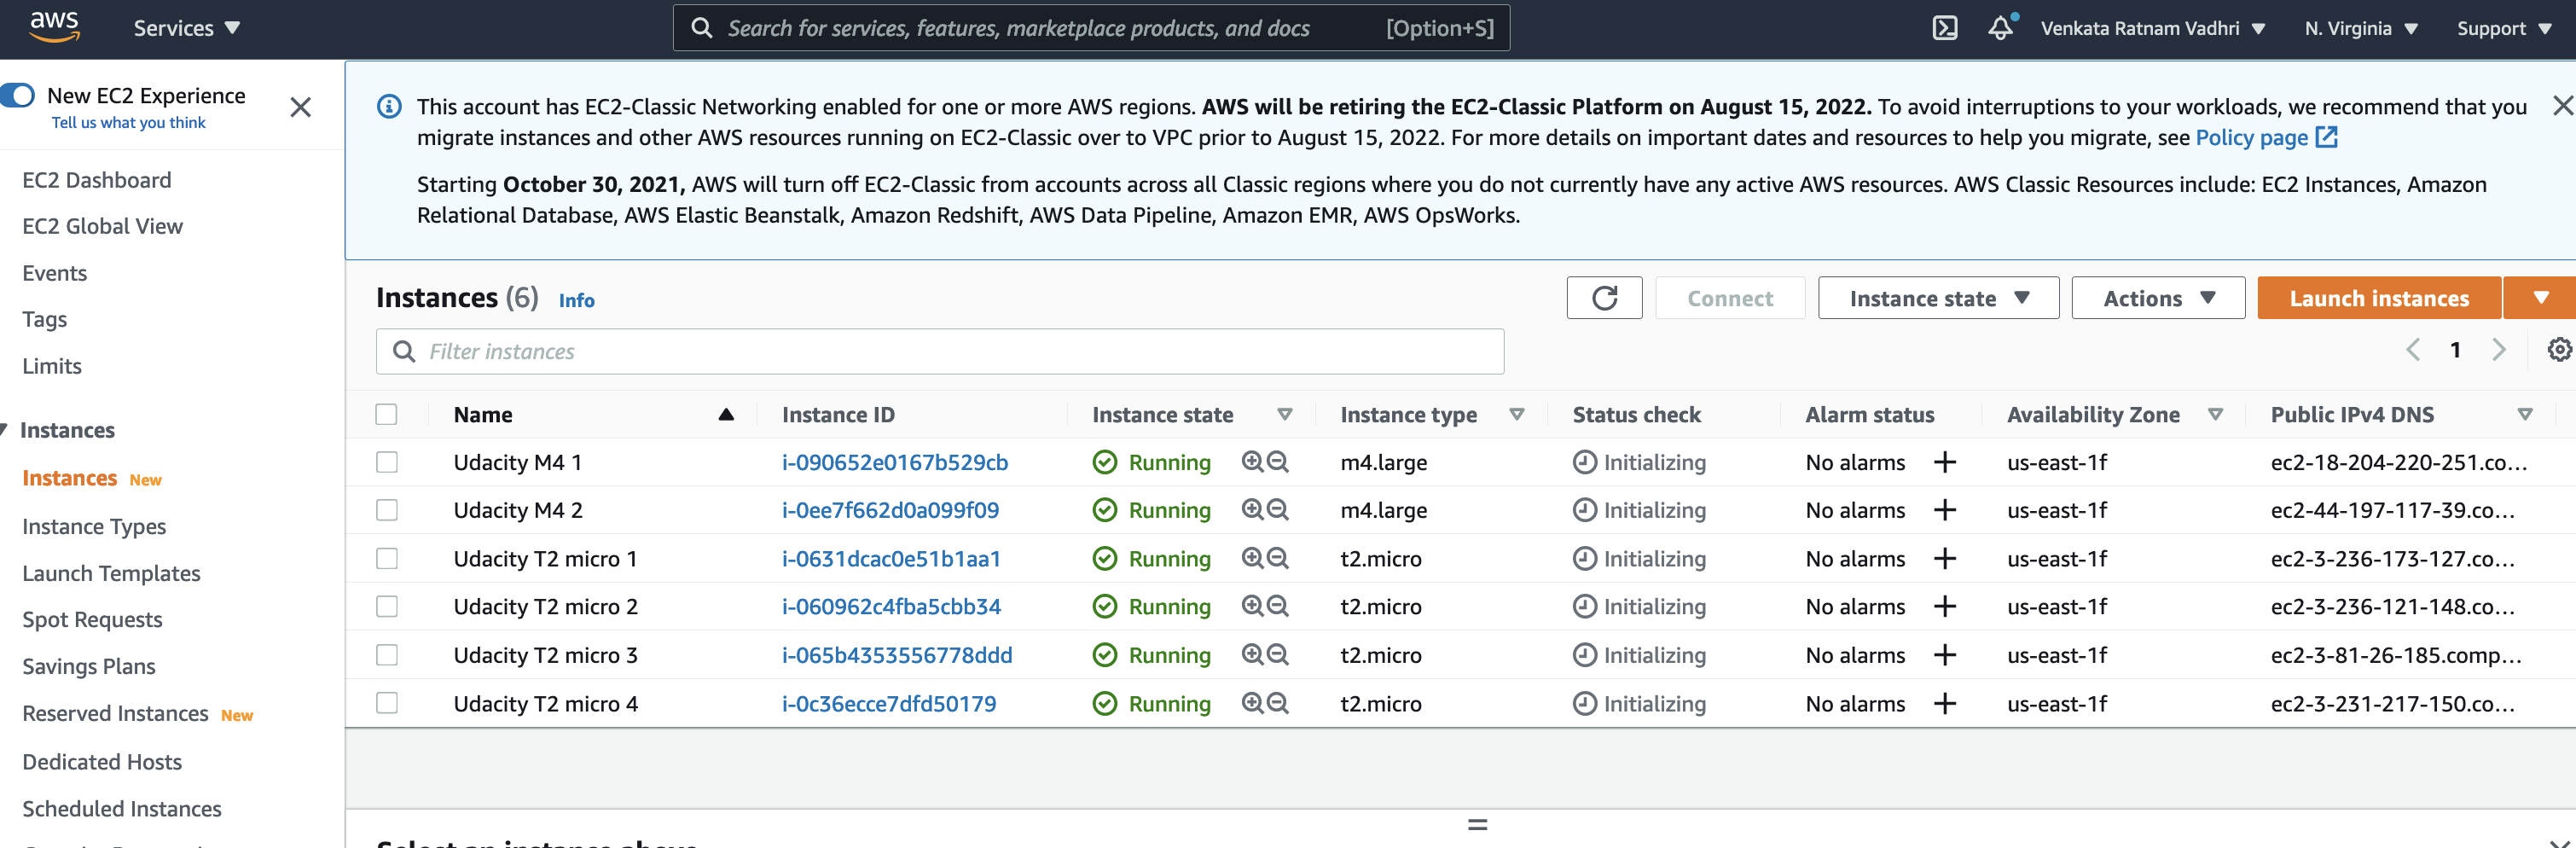 aws
Services
Search for services, features, marketplace products, and docs [Option+S]
Venkata Ratnam Vadhri
N. Virginia
Support
New EC2 Experience
Tell us what you think
EC2 Dashboard
EC2 Global View
Events
Tags
Limits
Instances
Instances New
Instance Types
Launch Templates
Spot Requests
Savings Plans
Reserved Instances New
Dedicated Hosts
Scheduled Instances
This account has EC2-Classic Networking enabled for one or more AWS regions. AWS will be retiring the EC2-Classic Platform on August 15, 2022. To avoid interruptions to your workloads, we recommend that you
migrate instances and other AWS resources running on EC2-Classic over to VPC prior to August 15, 2022. For more details on important dates and resources to help you migrate, see Policy page
Starting October 30, 2021, AWS will turn off EC2-Classic from accounts across all Classic regions where you do not currently have any active AWS resources. AWS Classic Resources include: EC2 Instances, Amazon
Relational Database, AWS Elastic Beanstalk, Amazon Redshift, AWS Data Pipeline, Amazon EMR, AWS OpsWorks.
Instances (6) Info
Connect
Instance state
Actions
Launch instances
Filter instances
1
Name Instance ID Instance state Instance type Status check Alarm status Availability Zone Public IPv4 DNS
Udacity M4 1 i-090652e0167b529cb Running m4.large Initializing No alarms + us-east-1f ec2-18-204-220-251.co...
Udacity M4 2 i-0ee7f662d0a099f09 Running m4.large Initializing No alarms + us-east-1f ec2-44-197-117-39.co...
Udacity T2 micro 1 i-0631dcac0e51b1aa1 Running t2.micro Initializing No alarms + us-east-1f ec2-3-236-173-127.co...
Udacity T2 micro 2 i-060962c4fba5cbb34 Running t2.micro Initializing No alarms + us-east-1f ec2-3-236-121-148.co...
Udacity T2 micro 3 i-065b4353556778ddd Running t2.micro Initializing No alarms + us-east-1f ec2-3-81-26-185.comp...
Udacity T2 micro 4 i-0c36ecce7dfd50179 Running t2.micro Initializing No alarms + us-east-1f ec2-3-231-217-150.co...
Select an instance above